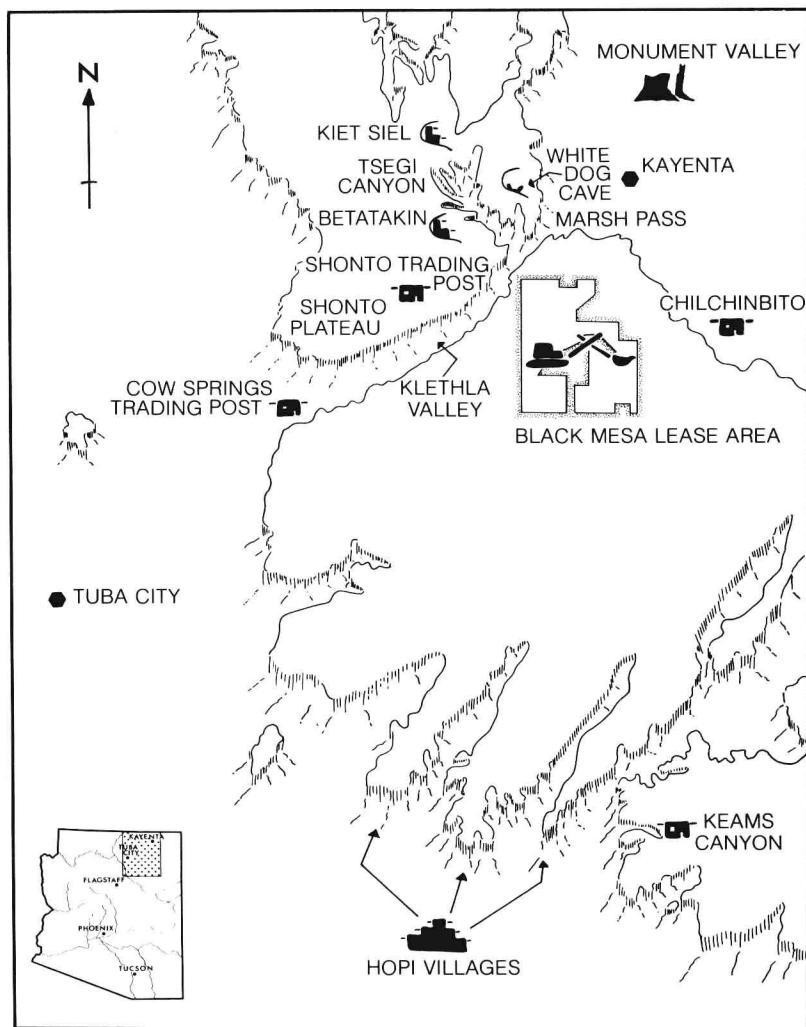 N
MONUMENT VALLEY
KIET SIEL
TSEGI
CANYON
WHITE
DOG
CAVE
KAYENTA
BETATAKIN
MARSH PASS
SHONTO TRADING
POST
SHONTO
PLATEAU
CHILCHINBITO
COW SPRINGS
TRADING POST
KLETHLA
VALLEY
BLACK MESA LEASE AREA
TUBA CITY
KEAMS
CANYON
HOPI VILLAGES
KAYENTA
TUBA
CITY
FLAGSTAFF
PHOENIX
TUCSON